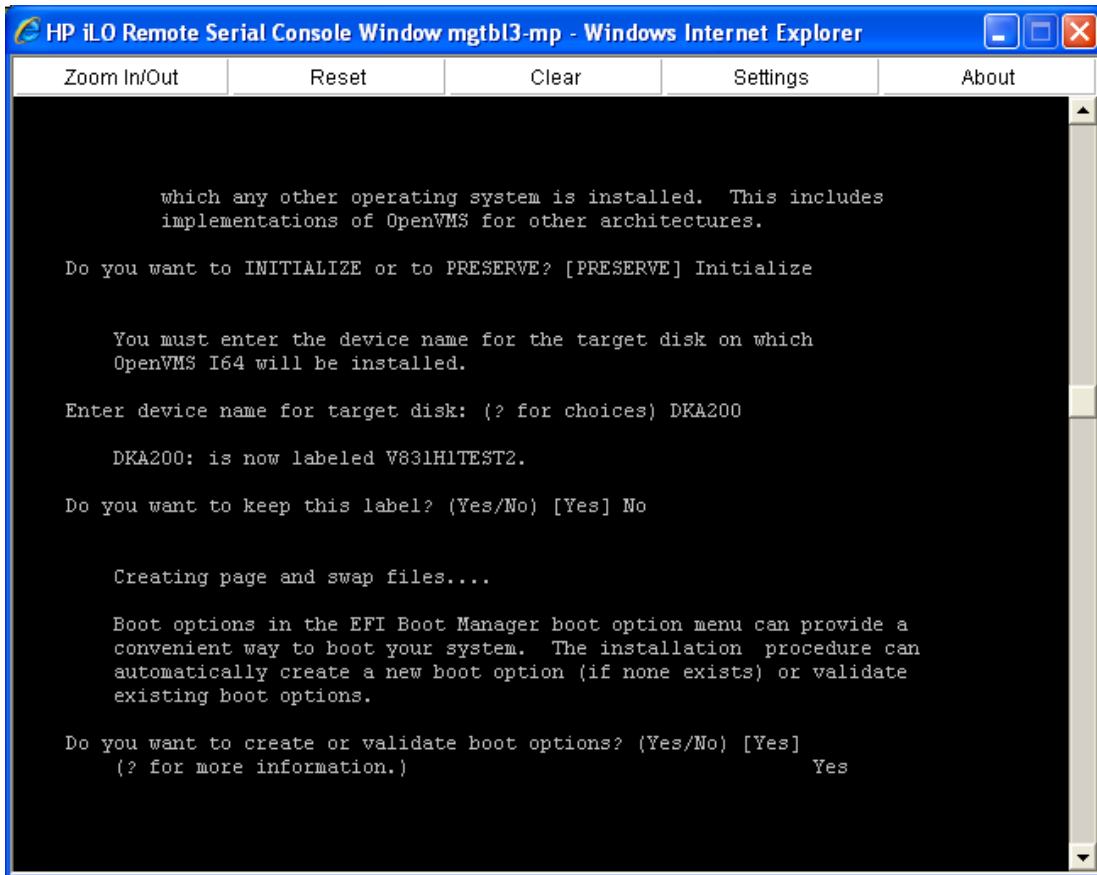 HP iLO Remote Serial Console Window mgtbl3-mp - Windows Internet Explorer
Zoom In/Out Reset Clear Settings About
which any other operating system is installed. This includes
implementations of OpenVMS for other architectures.
Do you want to INITIALIZE or to PRESERVE? [PRESERVE] Initialize
You must enter the device name for the target disk on which
OpenVMS I64 will be installed.
Enter device name for target disk: (? for choices) DKA200
DKA200: is now labeled V831H1TEST2.
Do you want to keep this label? (Yes/No) [Yes] No
Creating page and swap files....
Boot options in the EFI Boot Manager boot option menu can provide a
convenient way to boot your system. The installation procedure can
automatically create a new boot option (if none exists) or validate
existing boot options.
Do you want to create or validate boot options? (Yes/No) [Yes]
(? for more information.) Yes